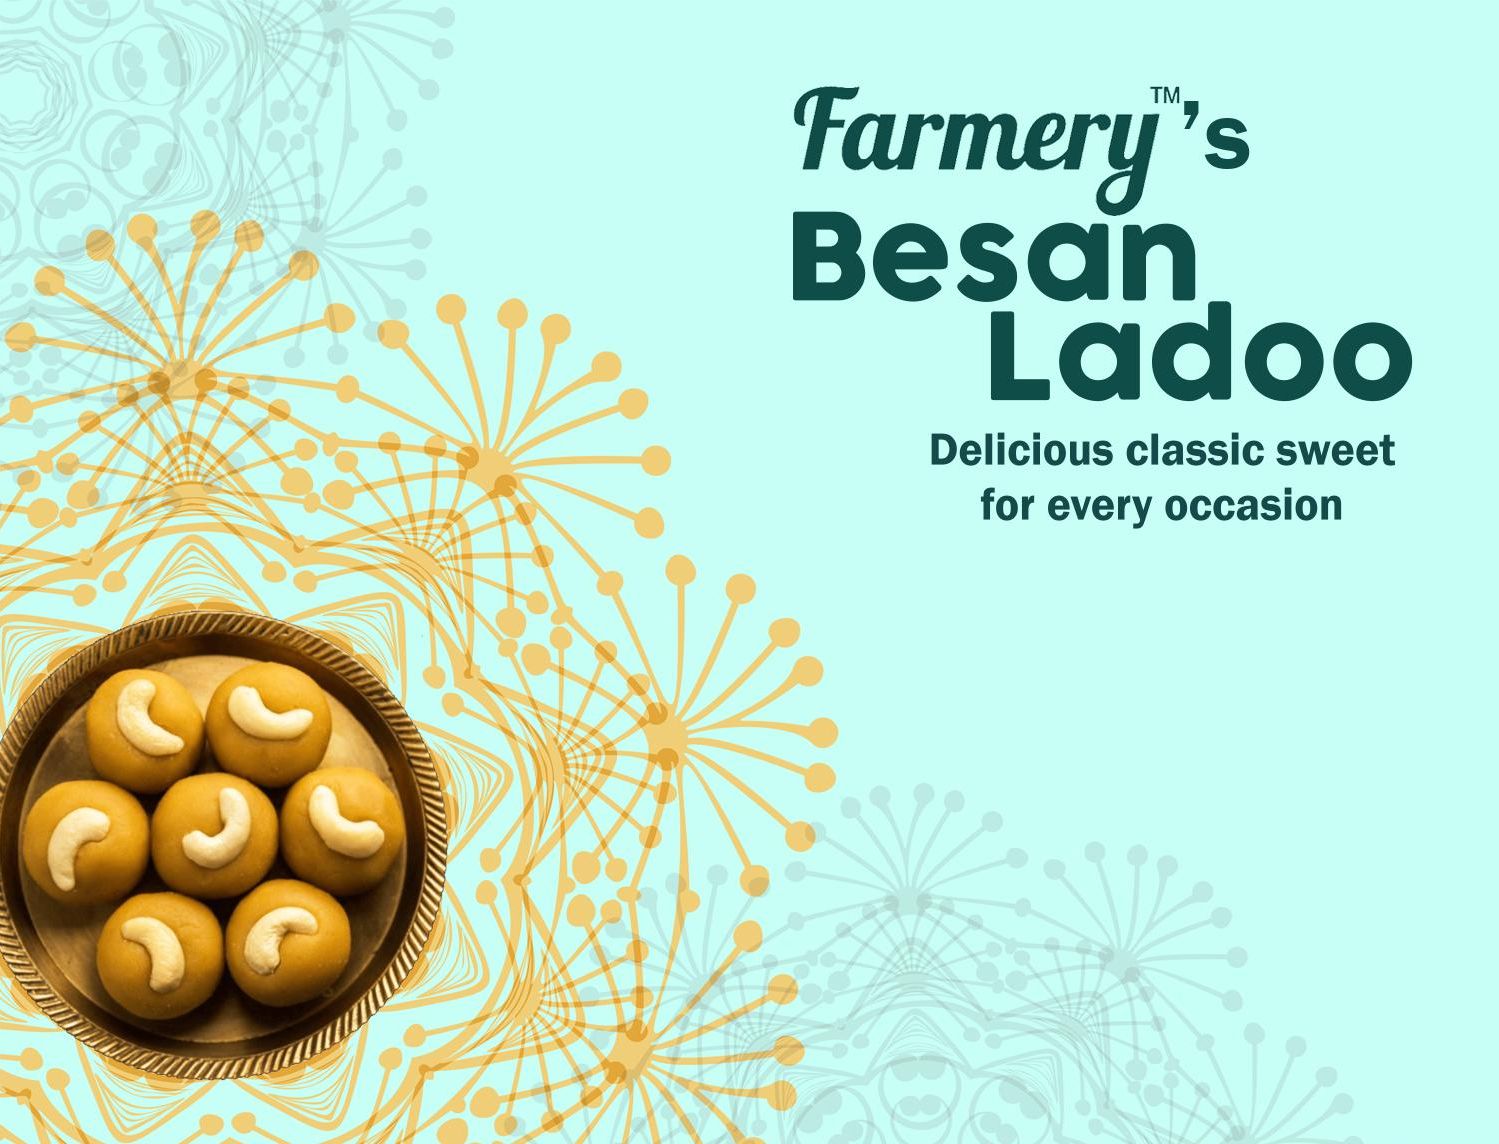 Farmery™'s
Besan
Ladoo
Delicious classic sweet
for every occasion